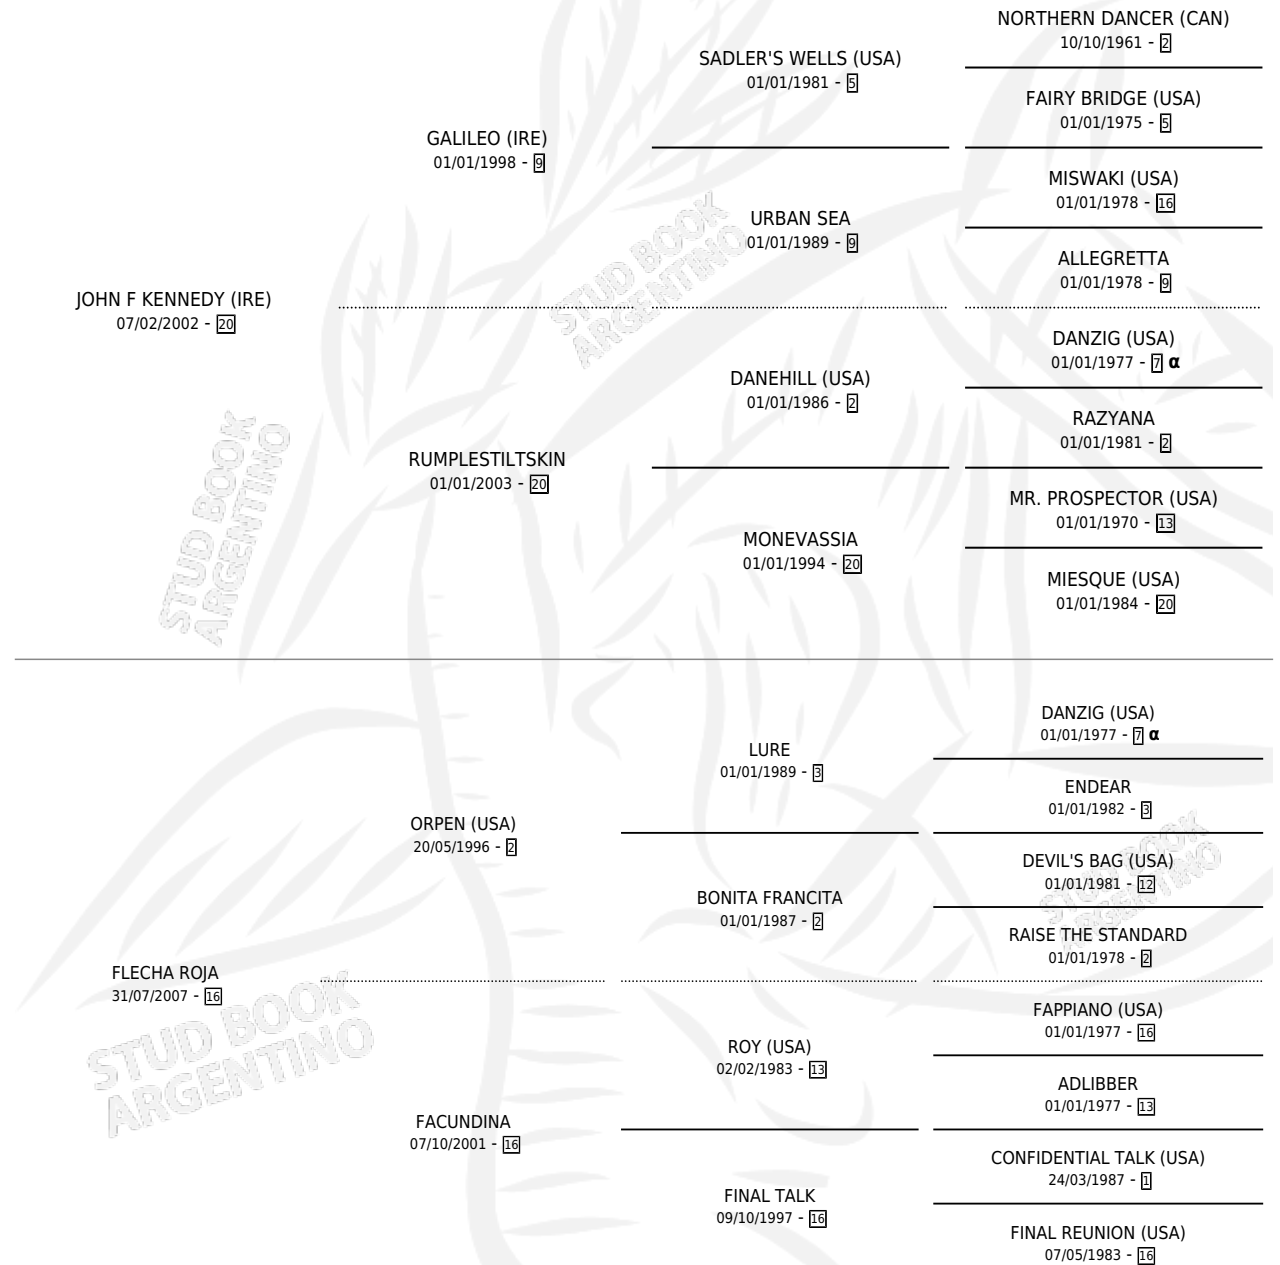 NORTHERN DANCER (CAN)
10/10/1961 - 2
SADLER'S WELLS (USA)
01/01/1981 - 5
FAIRY BRIDGE (USA)
01/01/1975 - 5
GALILEO (IRE)
01/01/1998 - 9
MISWAKI (USA)
01/01/1978 - 16
URBAN SEA
01/01/1989 - 9
ALLEGRETTA
01/01/1978 - 9
STUD BOOK
ARGENTINO
JOHN F KENNEDY (IRE)
07/02/2002 - 20
DANZIG (USA)
01/01/1977 - 7 α
DANEHILL (USA)
01/01/1986 - 2
RAZYANA
01/01/1981 - 2
RUMPLESTILTSKIN
01/01/2003 - 20
MR. PROSPECTOR (USA)
01/01/1970 - 13
MONEVASSIA
01/01/1994 - 20
MIESQUE (USA)
01/01/1984 - 20
STUD BOOK
ARGENTINO
DANZIG (USA)
01/01/1977 - 7 α
LURE
01/01/1989 - 3
ENDEAR
01/01/1982 - 3
ORPEN (USA)
20/05/1996 - 2
DEVIL'S BAG (USA)
01/01/1981 - 12
BONITA FRANCITA
01/01/1987 - 2
RAISE THE STANDARD
01/01/1978 - 2
STUD BOOK
ARGENTINO
FLECHA ROJA
31/07/2007 - 16
FAPPIANO (USA)
01/01/1977 - 16
ROY (USA)
02/02/1983 - 13
ADLIBBER
01/01/1977 - 13
STUD BOOK
ARGENTINO
FACUNDINA
07/10/2001 - 16
CONFIDENTIAL TALK (USA)
24/03/1987 - 1
FINAL TALK
09/10/1997 - 16
FINAL REUNION (USA)
07/05/1983 - 16